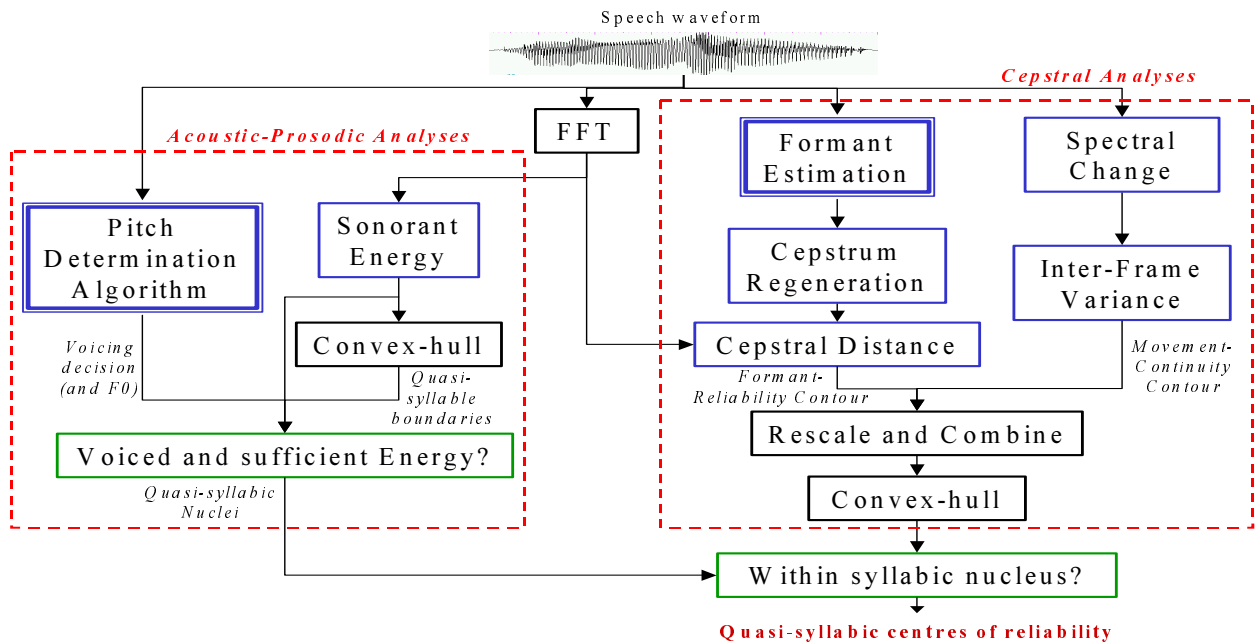 Speech waveform
Cepstral Analyses
Acoustic-Prosodic Analyses
FFT
Formant
Estimation
Spectral
Change
Pitch
Determination
Algorithm
Sonorant
Energy
Cepstrum
Regeneration
Inter-Frame
Variance
Convex-hull
Cepstral Distance
Voicing
decision
(and F0)
Quasi-
syllable
boundaries
Formant-
Reliability Contour
Movement-
Continuity
Contour
Rescale and Combine
Voiced and sufficient Energy?
Quasi-syllabic
Nuclei
Convex-hull
Within syllabic nucleus?
Quasi-syllabic centres of reliability